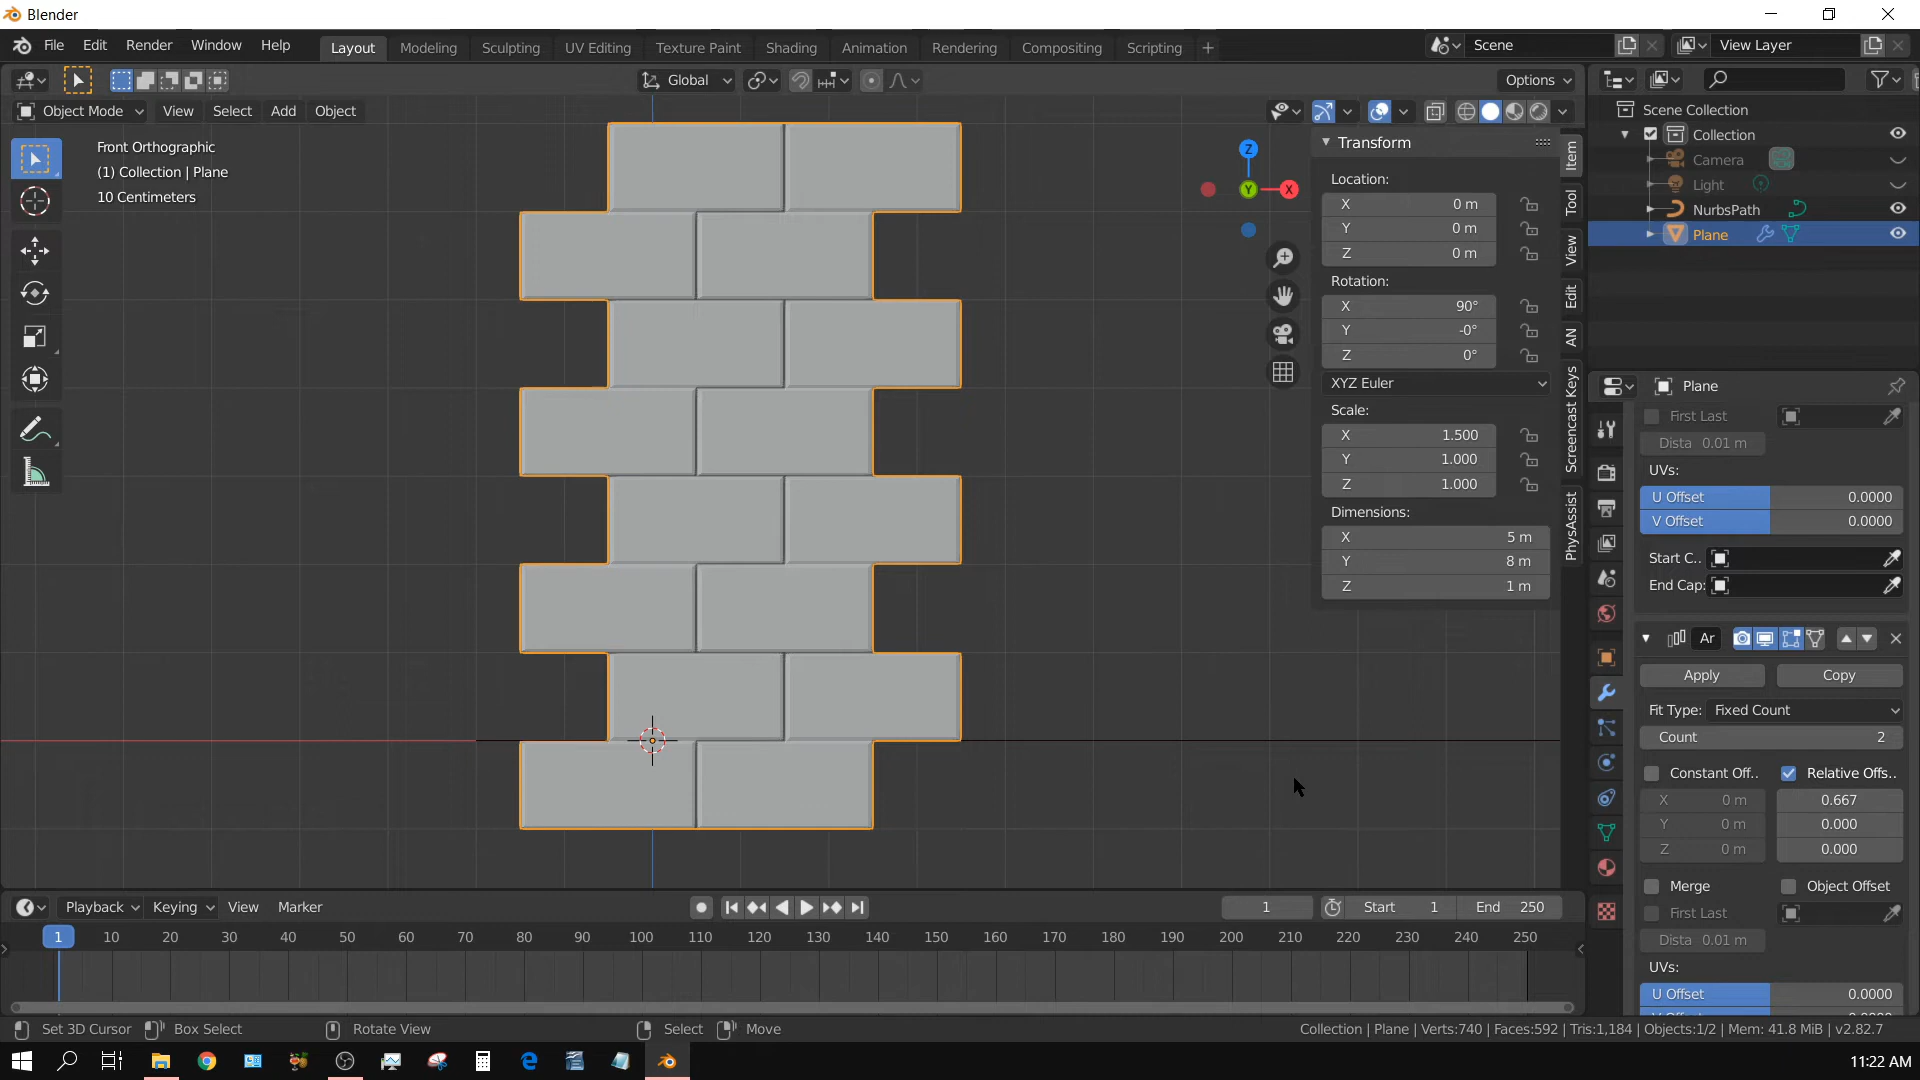 Blender
File Edit Render Window Help Layout Modeling Sculpting UV Editing Texture Paint Shading Animation Rendering Compositing Scripting + Scene View Layer
Global Options
Object Mode View Select Add Object
Front Orthographic
(1) Collection | Plane
10 Centimeters
Z
Y
X
Transform
Location:
X 0 m
Y 0 m
Z 0 m
Rotation:
X 90°
Y -0°
Z 0°
XYZ Euler
Scale:
X 1.500
Y 1.000
Z 1.000
Dimensions:
X 5 m
Y 8 m
Z 1 m
Item
Tool
View
Edit
AN
Screencast Keys
PhysAssist
Scene Collection
Collection
Camera
Light
NurbsPath
Plane
Plane
First Last
Dista 0.01 m
UVs:
U Offset 0.0000
V Offset 0.0000
Start C..
End Cap:
Ar
Apply Copy
Fit Type: Fixed Count
Count 2
Constant Off.. Relative Offs..
X 0 m 0.667
Y 0 m 0.000
Z 0 m 0.000
Merge Object Offset
First Last
Dista 0.01 m
UVs:
U Offset 0.0000
Playback Keying View Marker 1 Start 1 End 250
1 10 20 30 40 50 60 70 80 90 100 110 120 130 140 150 160 170 180 190 200 210 220 230 240 250
Set 3D Cursor Box Select Rotate View Select Move Collection | Plane | Verts:740 | Faces:592 | Tris:1,184 | Objects:1/2 | Mem: 41.8 MiB | v2.82.7
11:22 AM